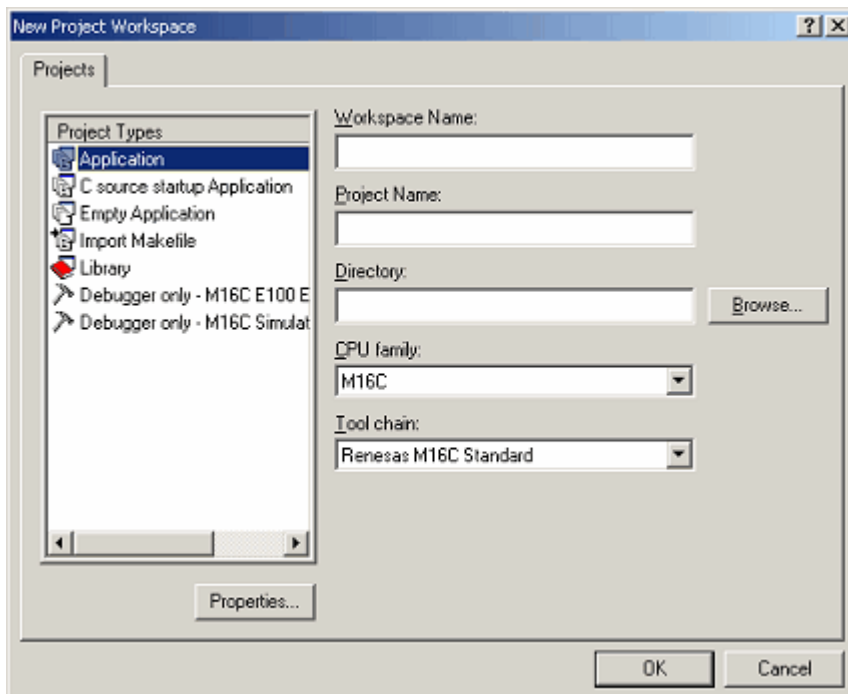 New Project Workspace
Projects
Project Types
Application
C source startup Application
Empty Application
Import Makefile
Library
Debugger only - M16C E100 E
Debugger only - M16C Simulat
Properties...
Workspace Name:
Project Name:
Directory:
Browse...
CPU family:
M16C
Tool chain:
Renesas M16C Standard
OK
Cancel